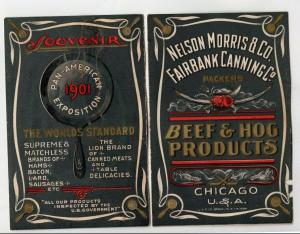 SOUVENIR
PAN-AMERICAN
1901
EXPOSITION
THE WORLDS STANDARD
SUPREME &
MATCHLESS
BRANDS OF
HAMS
BACON,
LARD,
SAUSAGES
ETC
THE
LION BRAND
OF
CANNED MEATS
AND
TABLE
DELICACIES.
"ALL OUR PRODUCTS
INSPECTED BY THE
U.S. GOVERNMENT"
NELSON MORRIS & CO.
FAIRBANK CANNING CO
PACKERS
BEEF & HOG
PRODUCTS
CHICAGO
U.S.A.